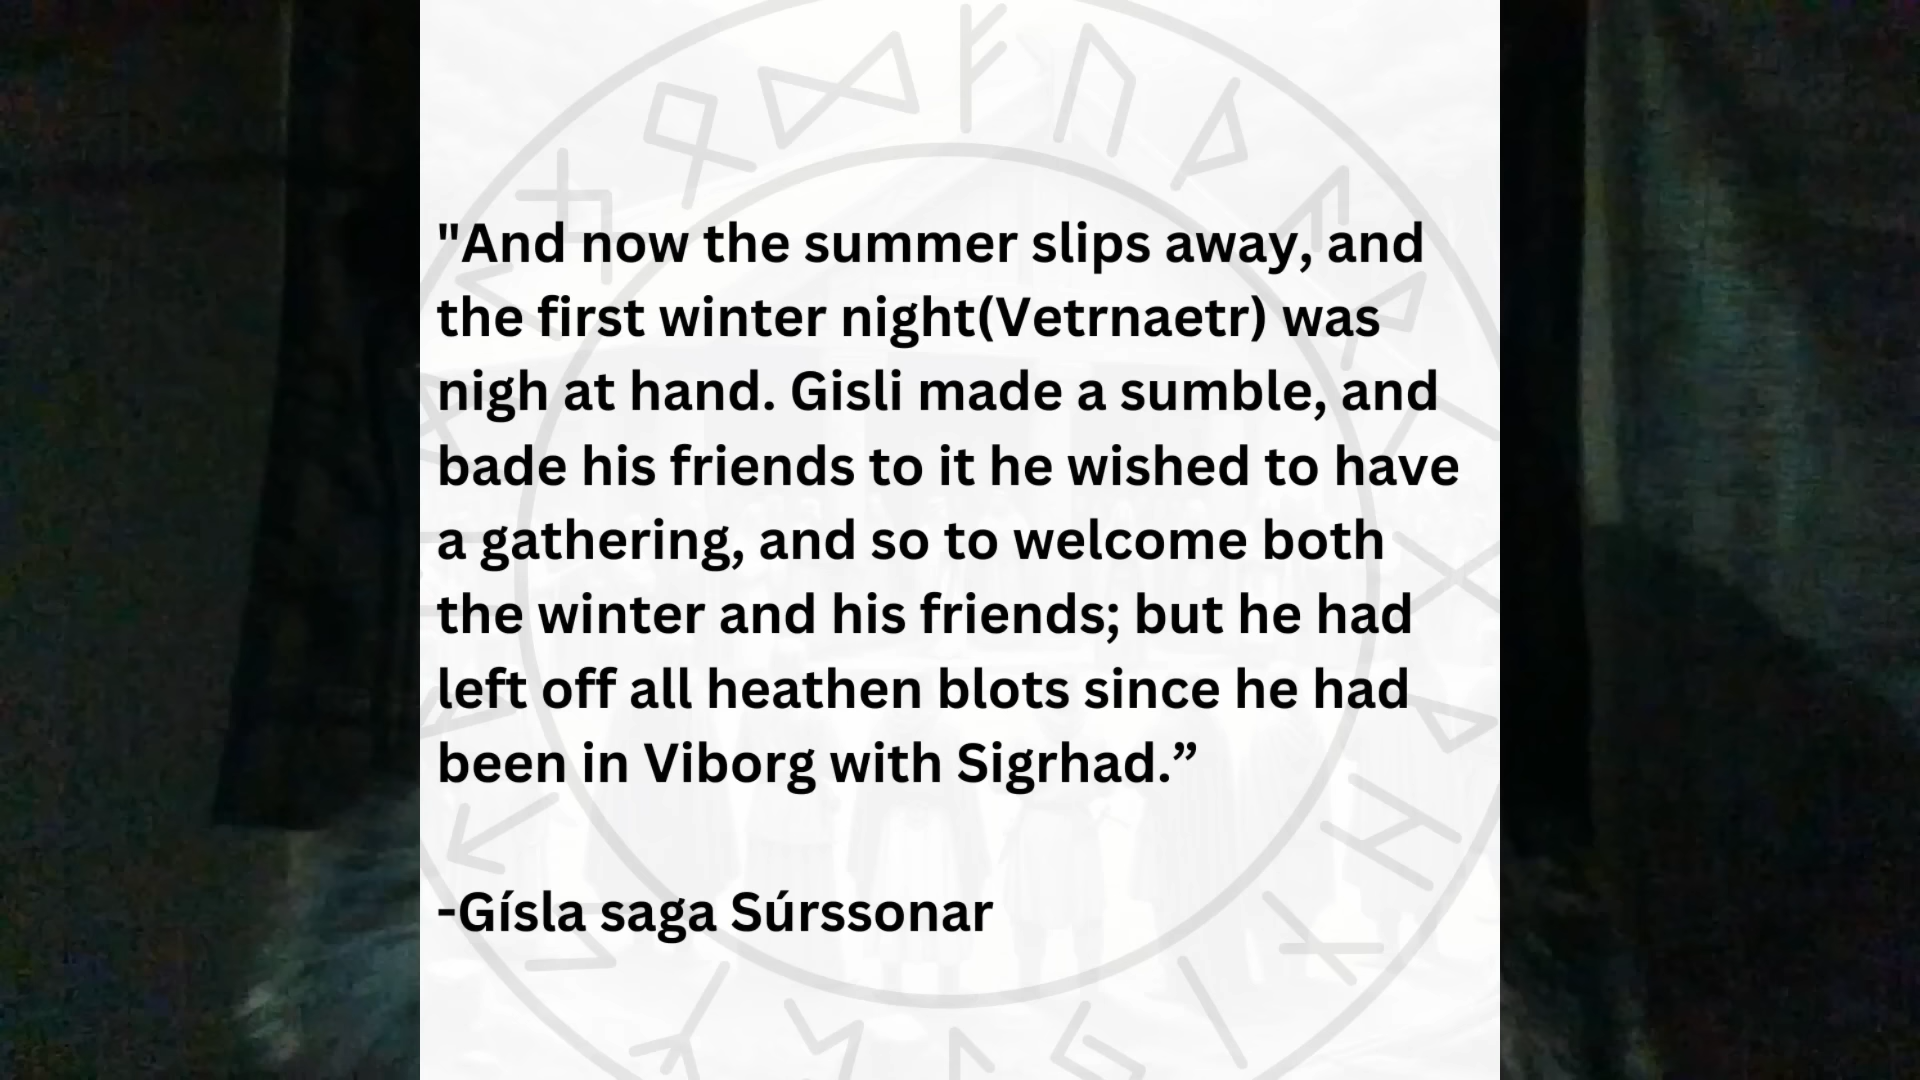 "And now the summer slips away, and
the first winter night(Vetrnaetr) was
nigh at hand. Gisli made a sumble, and
bade his friends to it he wished to have
a gathering, and so to welcome both
the winter and his friends; but he had
left off all heathen blots since he had
been in Viborg with Sigrhad.”
-Gísla saga Súrssonar